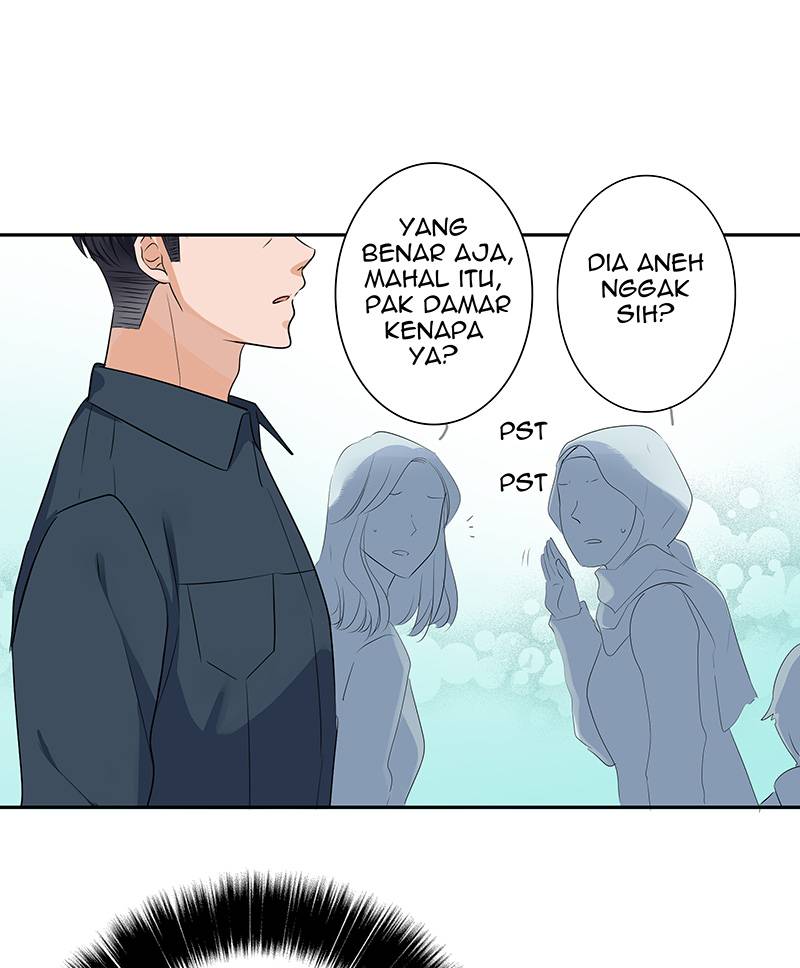 YANG
BENAR AJA,
MAHAL ITU,
PAK DAMAR
KENAPA
YA?
DIA ANEH
NGGAK
SIH?
PST
PST